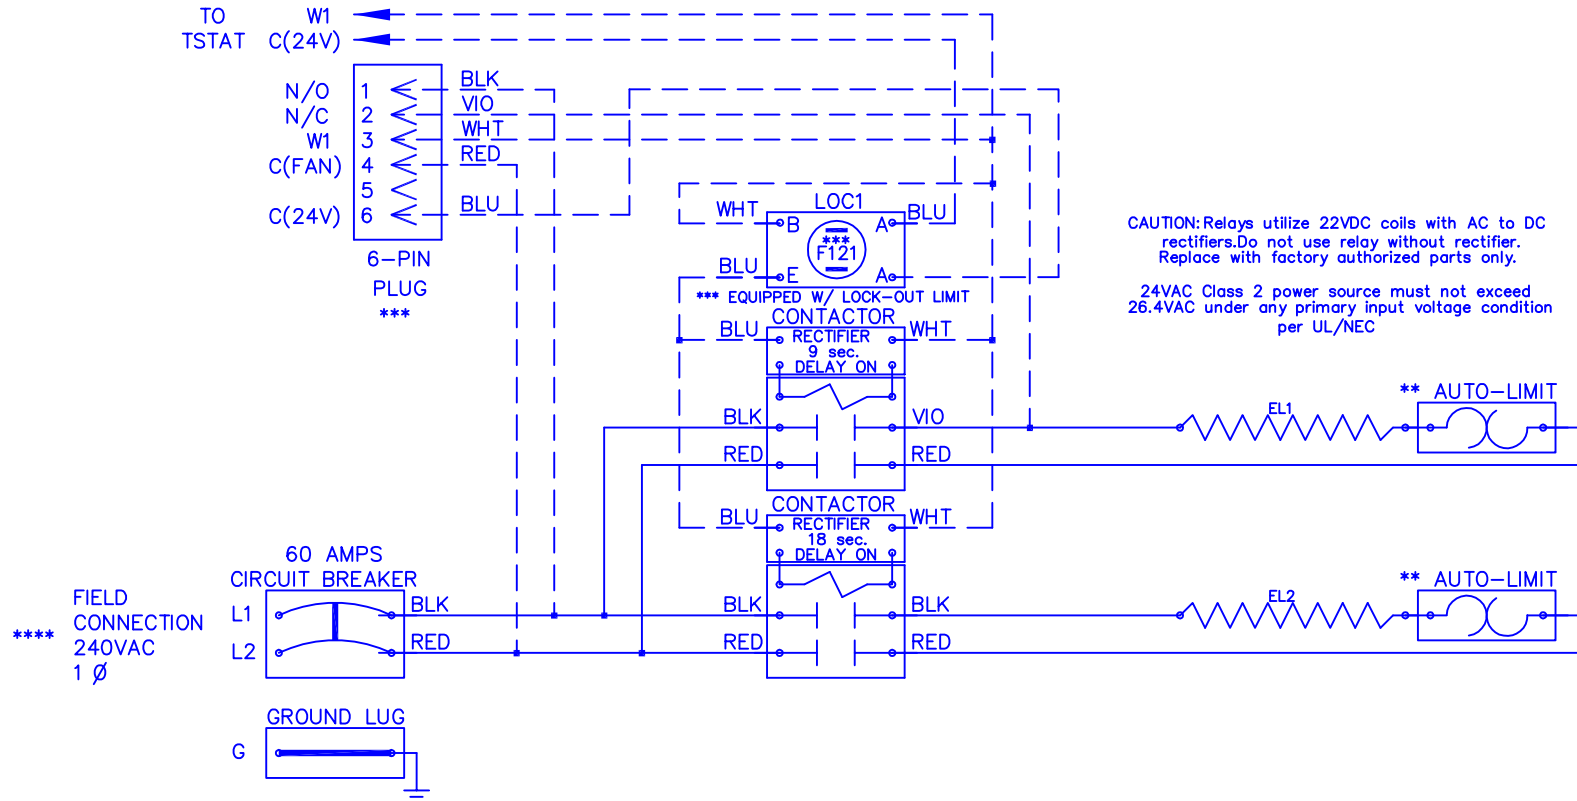 TO W1
TSTAT C(24V)
N/O 1 BLK
N/C 2 VIO
W1 3 WHT
C(FAN) 4 RED
5
C(24V) 6 BLU
6-PIN
PLUG
***
LOC1
WHT B A BLU
***
F121
BLU E A
*** EQUIPPED W/ LOCK-OUT LIMIT
CONTACTOR
BLU RECTIFIER WHT
9 sec.
DELAY ON
BLK VIO
RED RED
CONTACTOR
BLU RECTIFIER WHT
18 sec.
DELAY ON
BLK BLK
RED RED
CAUTION: Relays utilize 22VDC coils with AC to DC
rectifiers.Do not use relay without rectifier.
Replace with factory authorized parts only.
24VAC Class 2 power source must not exceed
26.4VAC under any primary input voltage condition
per UL/NEC
EL1
** AUTO-LIMIT
EL2
** AUTO-LIMIT
60 AMPS
CIRCUIT BREAKER
L1 BLK
L2 RED
FIELD
CONNECTION
**** 240VAC
1 Ø
GROUND LUG
G